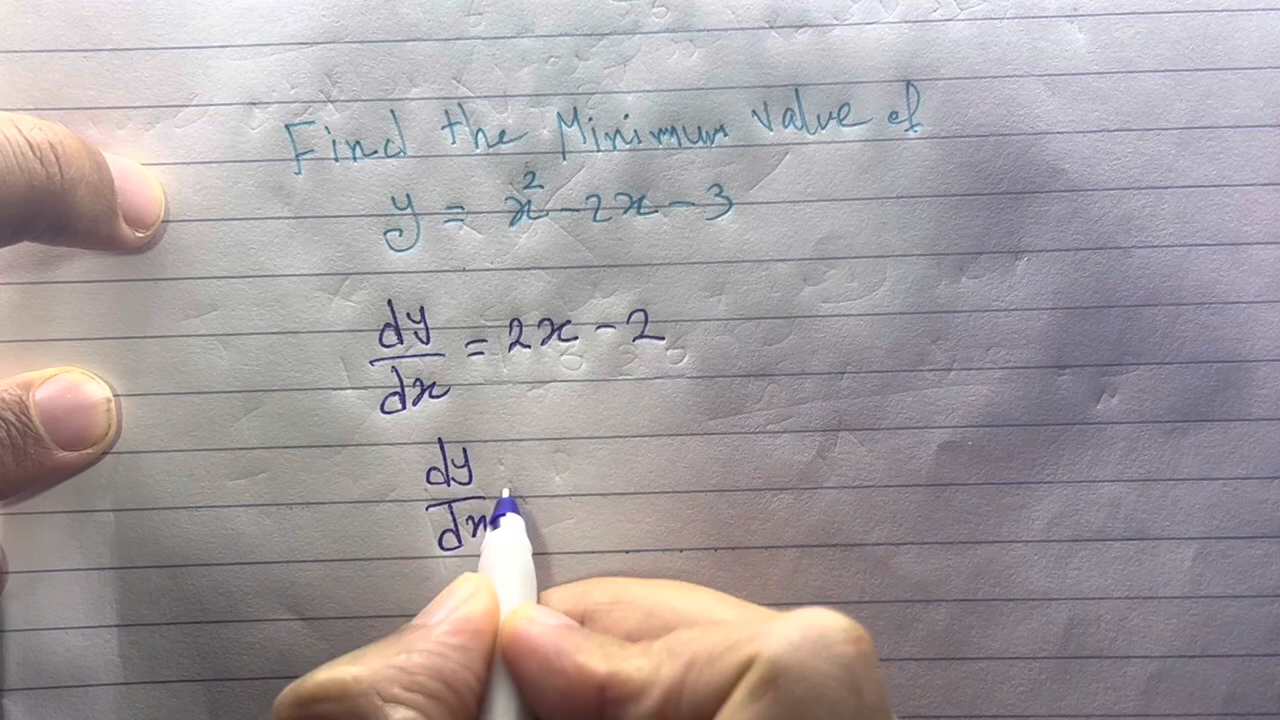 Find the Minimum value of
y = x² - 2x - 3
dy/dx = 2x - 2
dy/dx